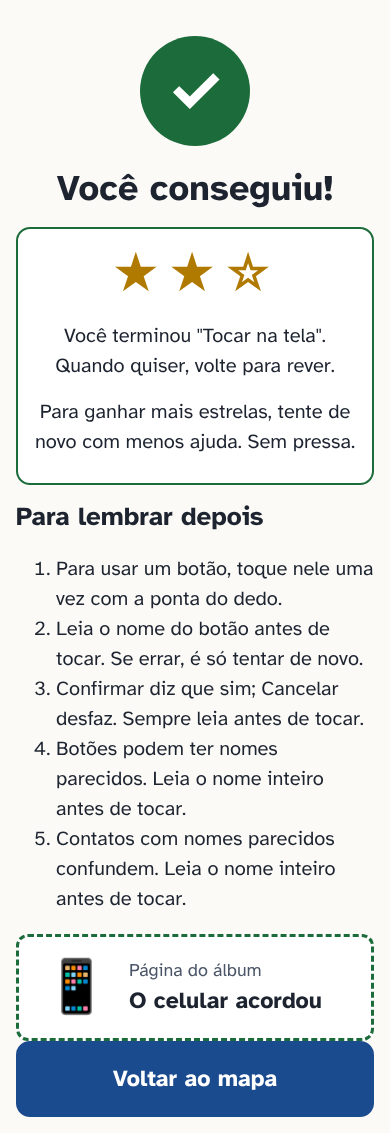 Você conseguiu!
Você terminou "Tocar na tela".
Quando quiser, volte para rever.
Para ganhar mais estrelas, tente de
novo com menos ajuda. Sem pressa.
Para lembrar depois
1. Para usar um botão, toque nele uma
vez com a ponta do dedo.
2. Leia o nome do botão antes de
tocar. Se errar, é só tentar de novo.
3. Confirmar diz que sim; Cancelar
desfaz. Sempre leia antes de tocar.
4. Botões podem ter nomes
parecidos. Leia o nome inteiro
antes de tocar.
5. Contatos com nomes parecidos
confundem. Leia o nome inteiro
antes de tocar.
Página do álbum
O celular acordou
Voltar ao mapa